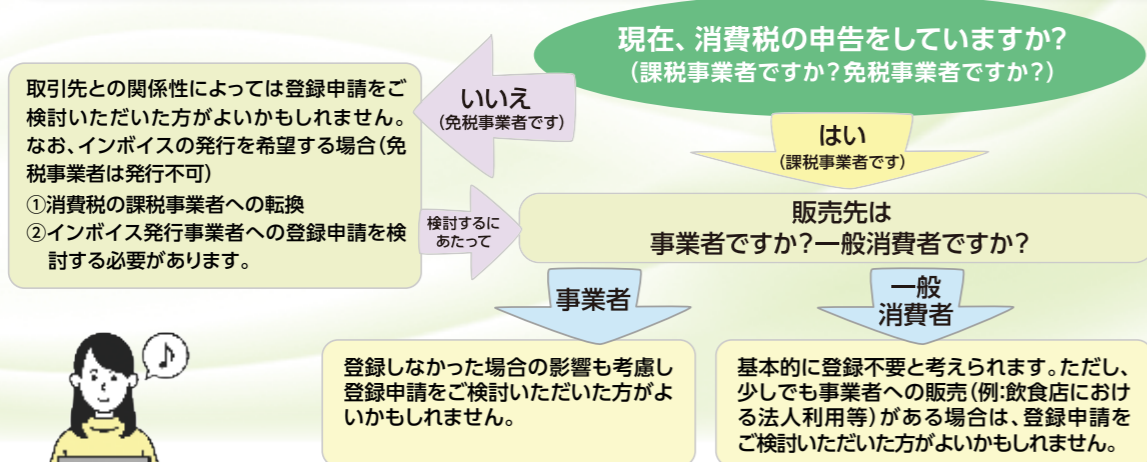 現在、消費税の申告をしていますか?
(課税事業者ですか?免税事業者ですか?)
いいえ
(免税事業者です)
取引先との関係性によっては登録申請をご
検討いただいた方がよいかもしれません。
なお、インボイスの発行を希望する場合(免
税事業者は発行不可)
①消費税の課税事業者への転換
②インボイス発行事業者への登録申請を検
討する必要があります。
はい
(課税事業者です)
検討するに
あたって
販売先は
事業者ですか?一般消費者ですか?
事業者
一般
消費者
登録しなかった場合の影響も考慮し
登録申請をご検討いただいた方がよ
いかもしれません。
基本的に登録不要と考えられます。ただし、
少しでも事業者への販売(例:飲食店におけ
る法人利用等)がある場合は、登録申請を
ご検討いただいた方がよいかもしれません。